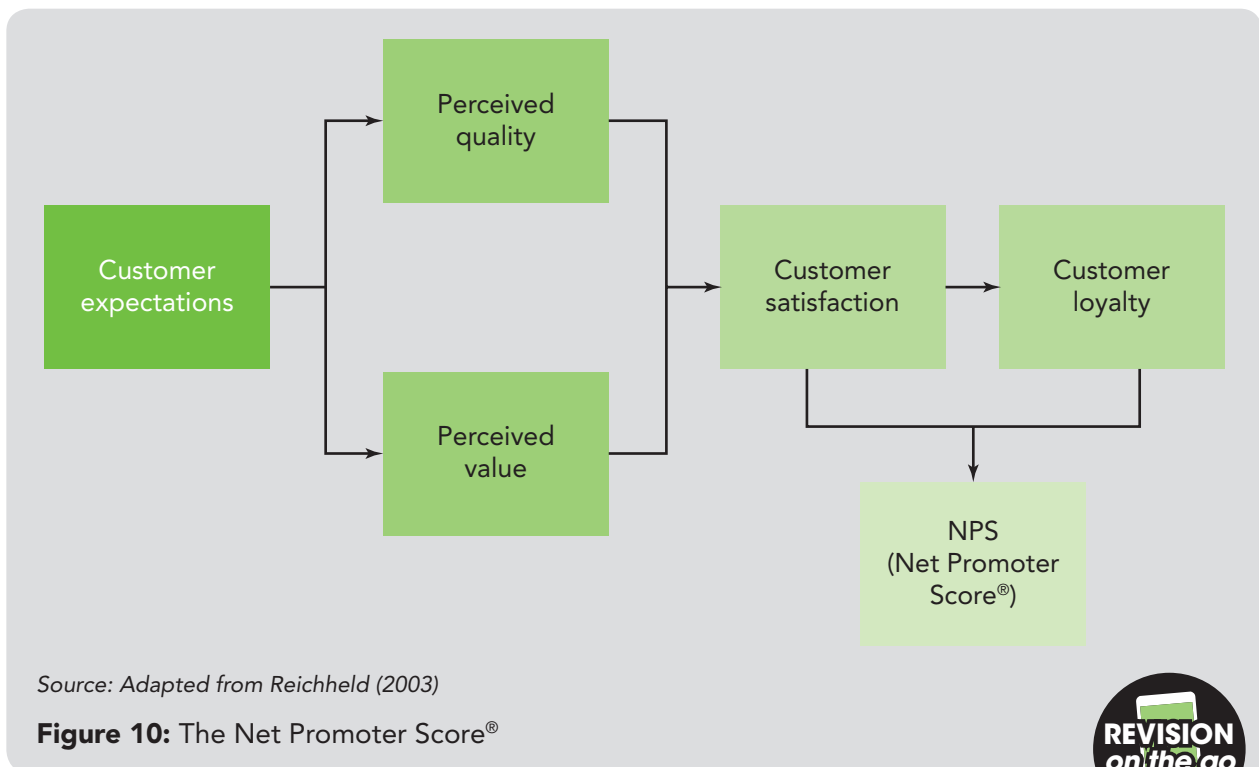 Perceived
quality
Customer
expectations
Perceived
value
Customer
satisfaction
Customer
loyalty
NPS
(Net Promoter
Score®)
Source: Adapted from Reichheld (2003)
Figure 10: The Net Promoter Score®
REVISION
on the go